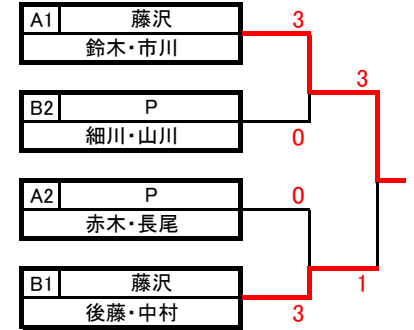 A1 藤沢 3
鈴木・市川
3
B2 P
細川・山川 0
A2 P 0
赤木・長尾
B1 藤沢 1
後藤・中村 3